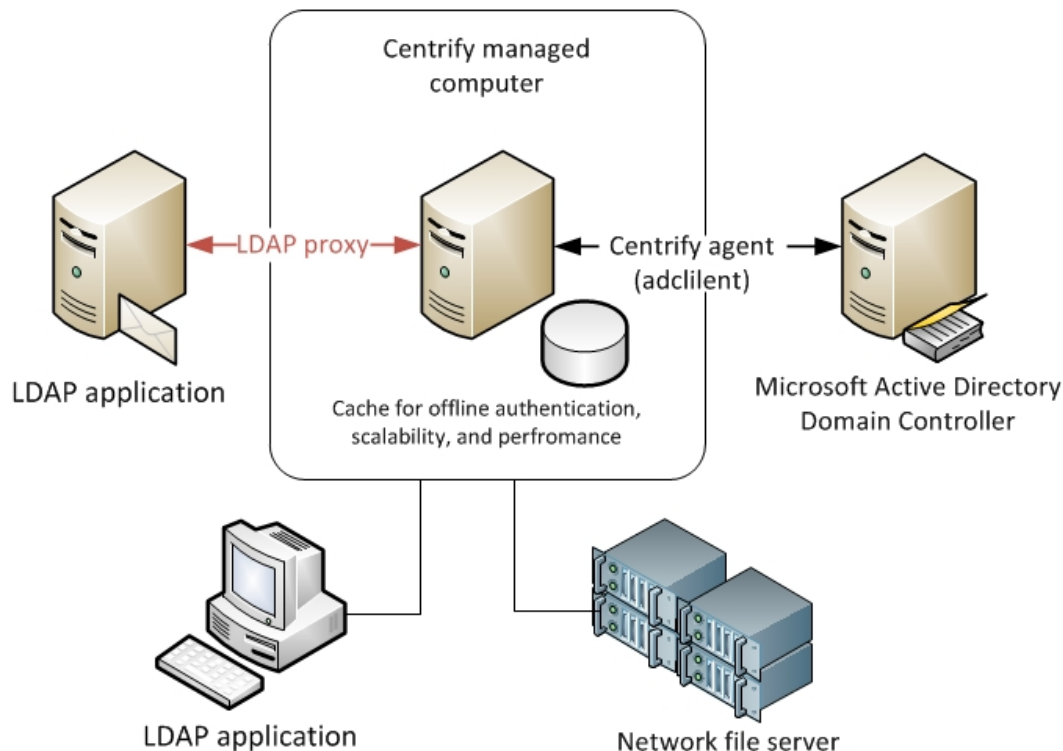 Centrify managed
computer
LDAP proxy
Centrify agent
(adclilent)
LDAP application
Cache for offline authentication,
scalability, and perfromance
Microsoft Active Directory
Domain Controller
LDAP application
Network file server